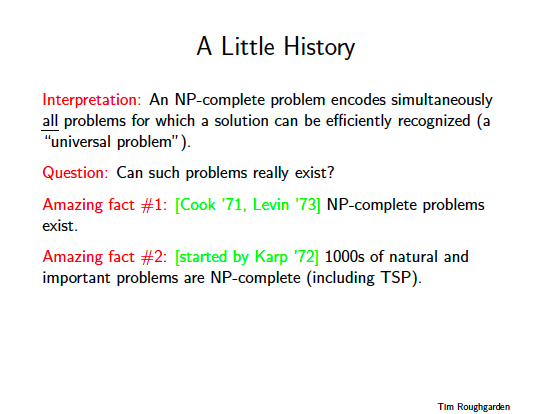 A Little History
Interpretation: An NP-complete problem encodes simultaneously
all problems for which a solution can be efficiently recognized (a
“universal problem”).
Question: Can such problems really exist?
Amazing fact #1: [Cook ’71, Levin ’73] NP-complete problems
exist.
Amazing fact #2: [started by Karp ’72] 1000s of natural and
important problems are NP-complete (including TSP).
Tim Roughgarden